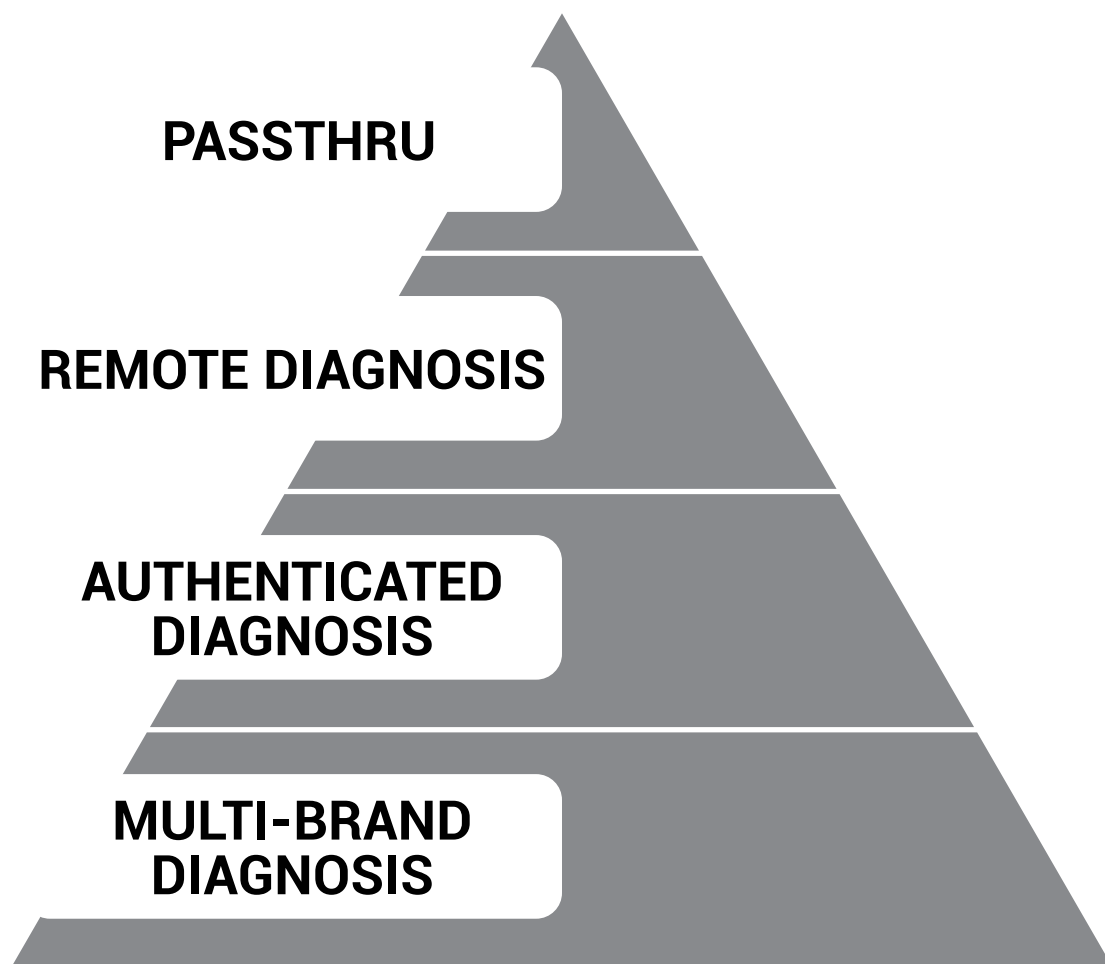 PASSTHRU
REMOTE DIAGNOSIS
AUTHENTICATED
DIAGNOSIS
MULTI-BRAND
DIAGNOSIS